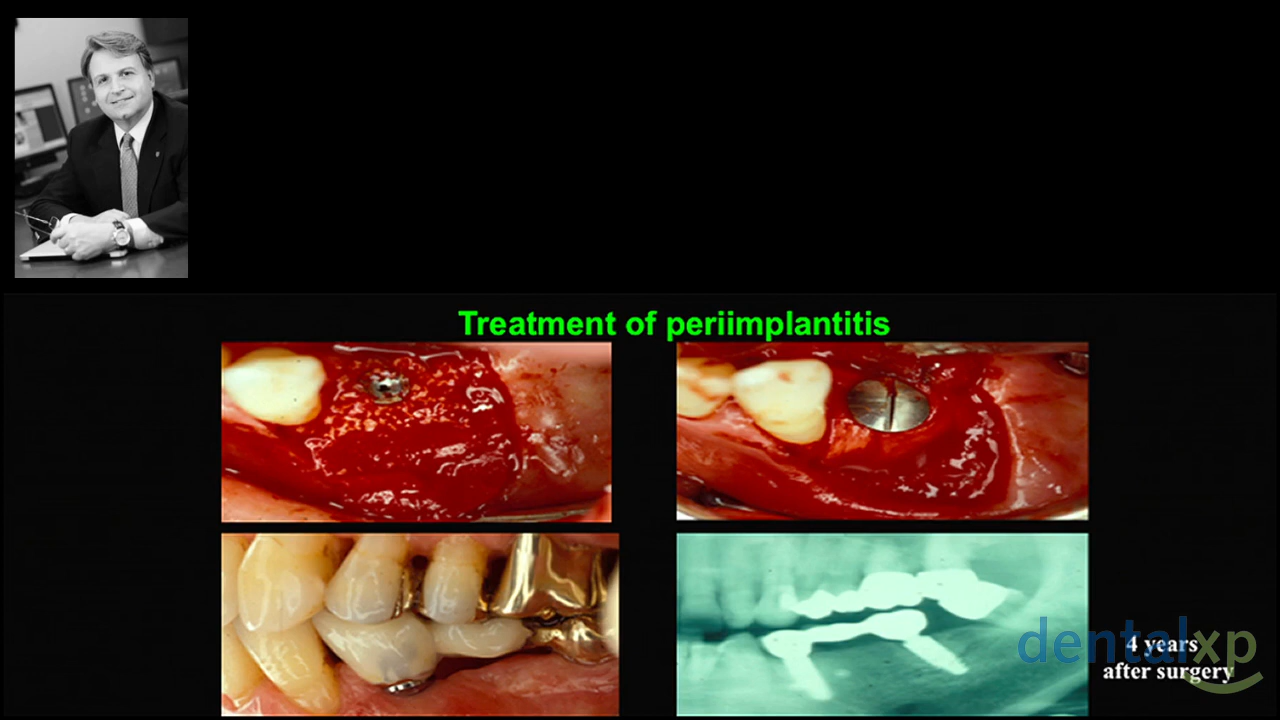 Treatment of periimplantitis
dentalxp
4 years
after surgery